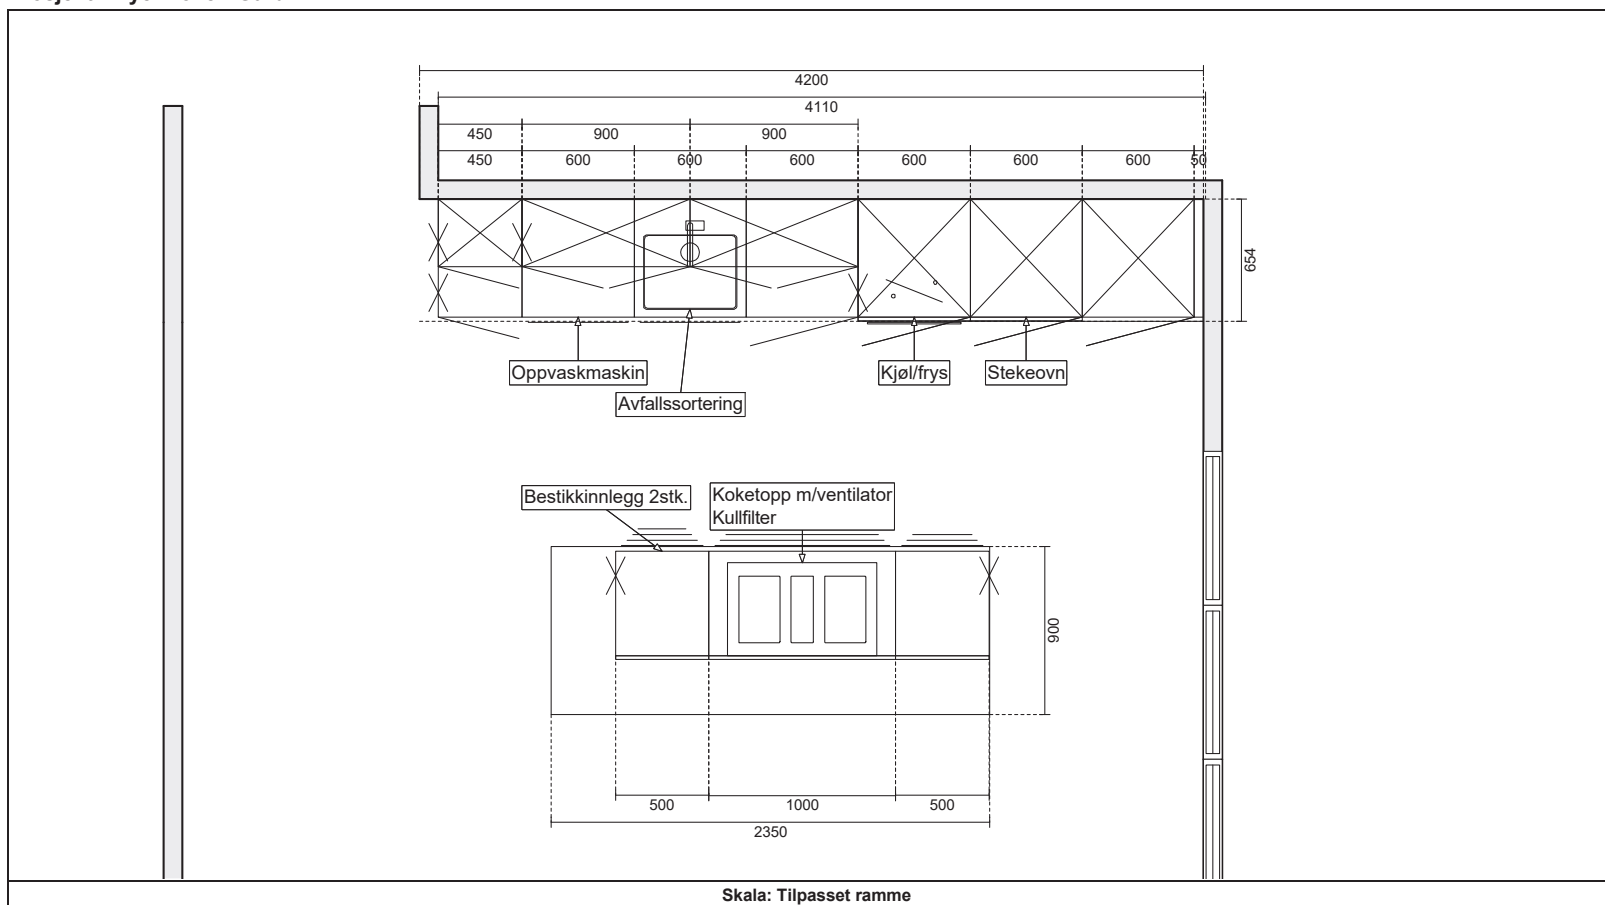 4200
4110
450 900 900
450 600 600 600 600 600 600 50
654
Oppvaskmaskin
Kjøl/frys
Stekeovn
Avfallssortering
Bestikkinnlegg 2stk.
Koketopp m/ventilator
Kullfilter
900
500 1000 500
2350
Skala: Tilpasset ramme